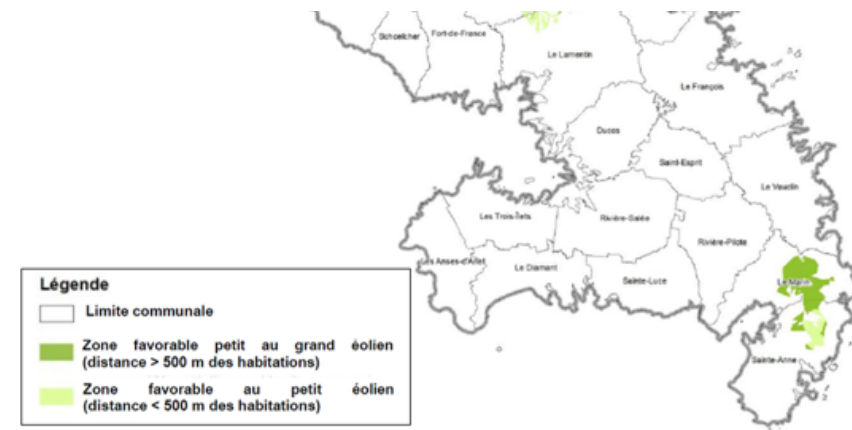 Schoelcher
Fort-de-France
Le Lamentin
Le François
Ducos
Saint-Esprit
Le Vauclin
Les Trois-Îlets
Rivière-Salée
Rivière-Pilote
Les Anses-d'Arlet
Le Diamant
Sainte-Luce
Le Marin
Sainte-Anne
Légende
Limite communale
Zone favorable petit au grand éolien
(distance > 500 m des habitations)
Zone favorable au petit éolien
(distance < 500 m des habitations)